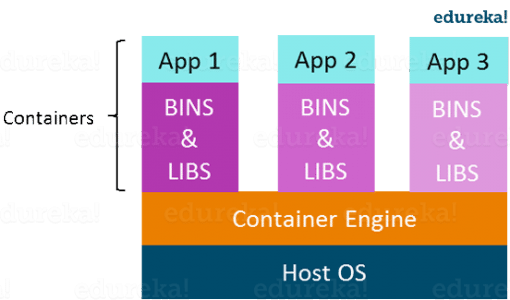 edureka!
App 1
App 2
App 3
Containers
BINS
&
LIBS
BINS
&
LIBS
BINS
&
LIBS
Container Engine
Host OS